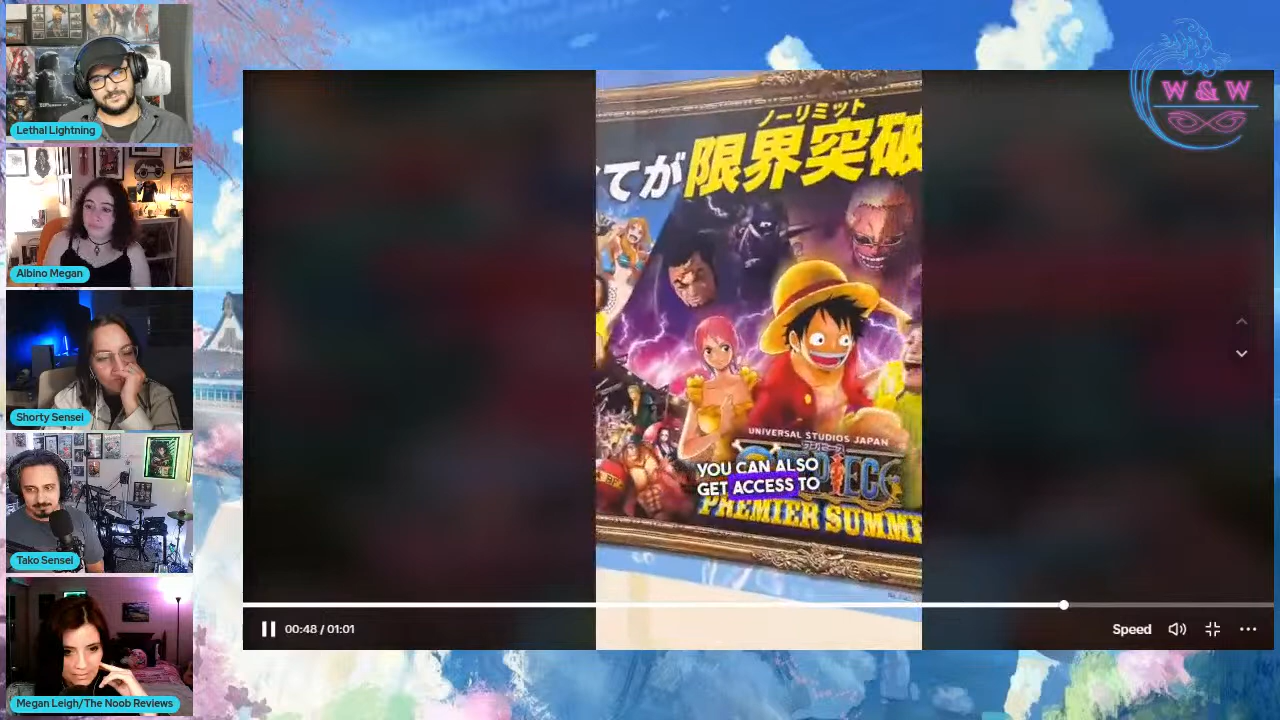 Lethal Lightning
Albino Megan
Shorty Sensei
Tako Sensei
Megan Leigh/The Noob Reviews
W & W
ノーリミット
てが限界突破
UNIVERSAL STUDIOS JAPAN
YOU CAN ALSO
GET ACCESS TO
PREMIER SUMM
00:48 / 01:01
Speed